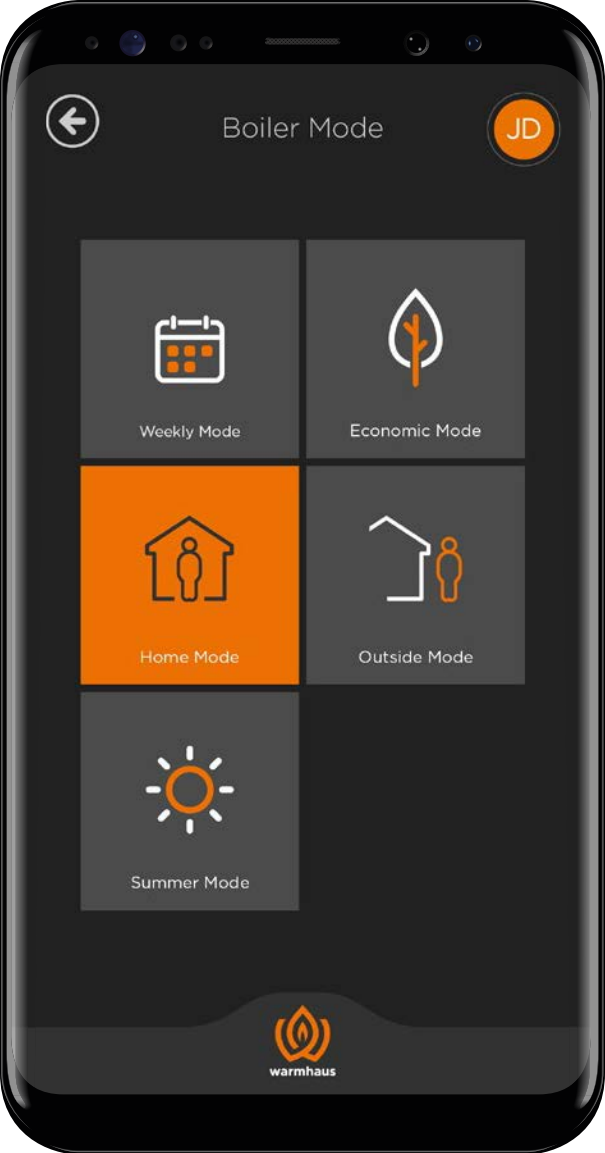 Boiler Mode
JD
Weekly Mode
Economic Mode
Home Mode
Outside Mode
Summer Mode
warmhaus